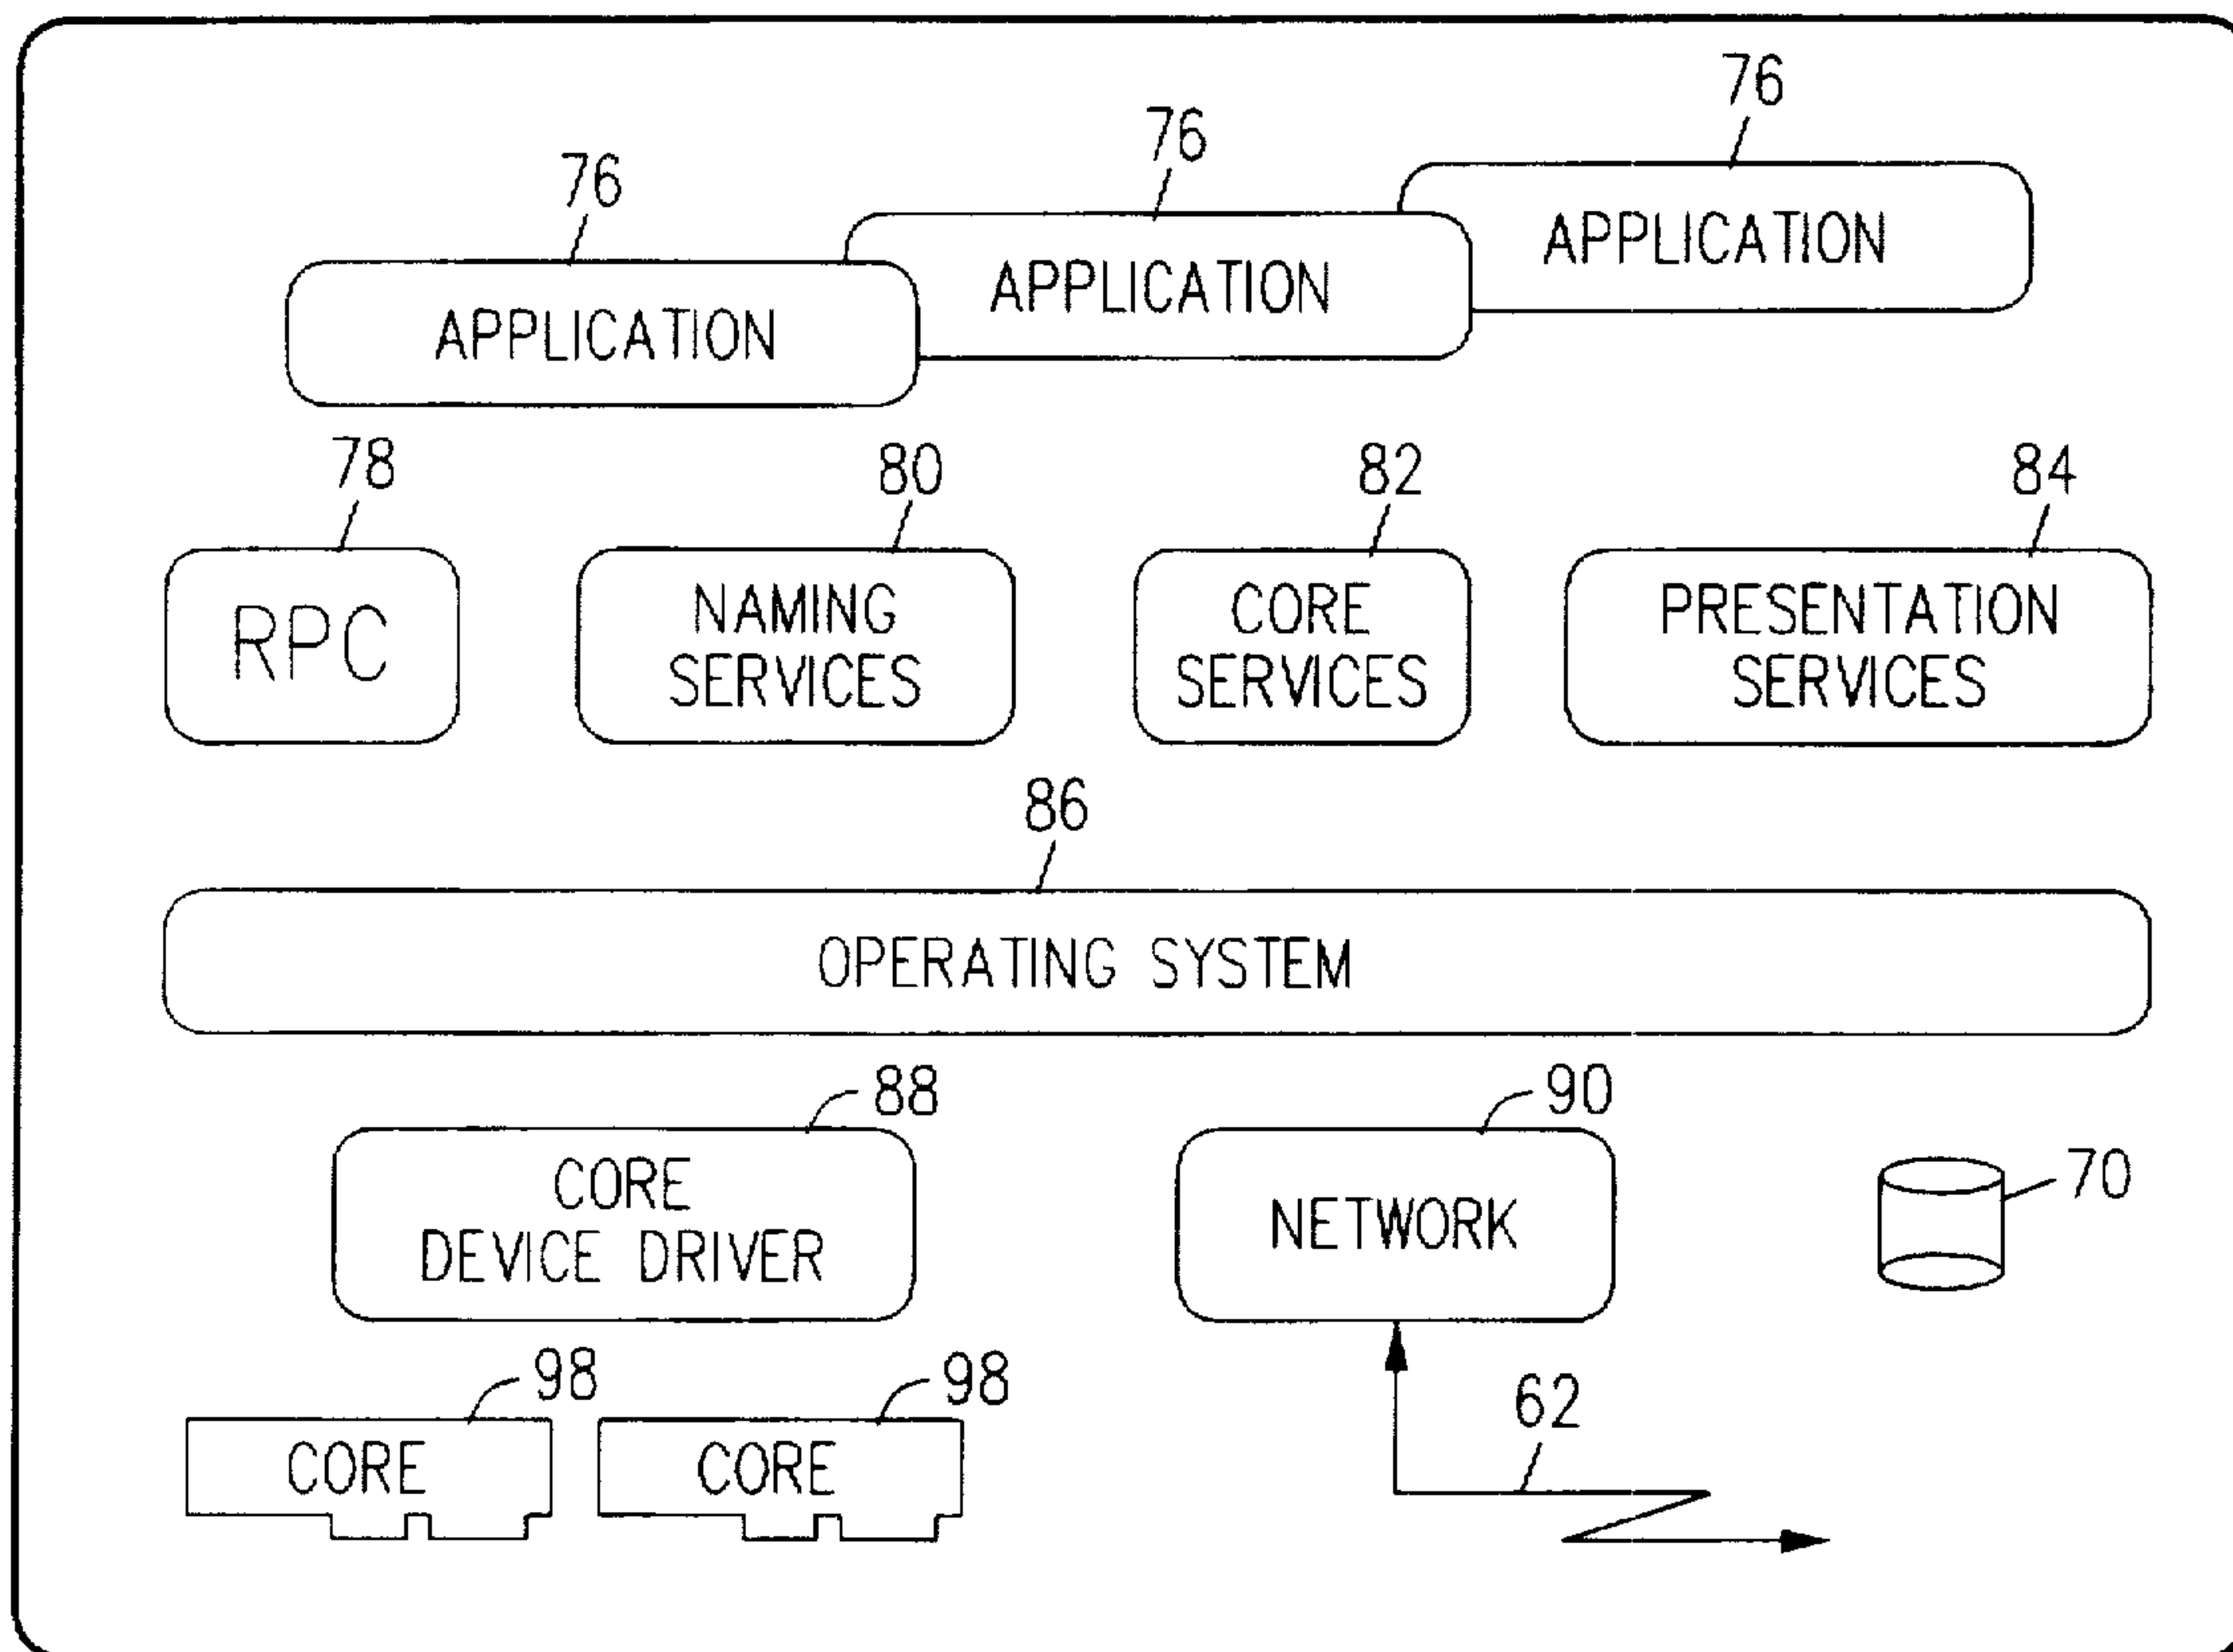 76
76
76
APPLICATION
APPLICATION
APPLICATION
78
80
82
84
RPC
NAMING
SERVICES
CORE
SERVICES
PRESENTATION
SERVICES
86
OPERATING SYSTEM
88
90
CORE
DEVICE DRIVER
NETWORK
70
98
98
62
CORE
CORE